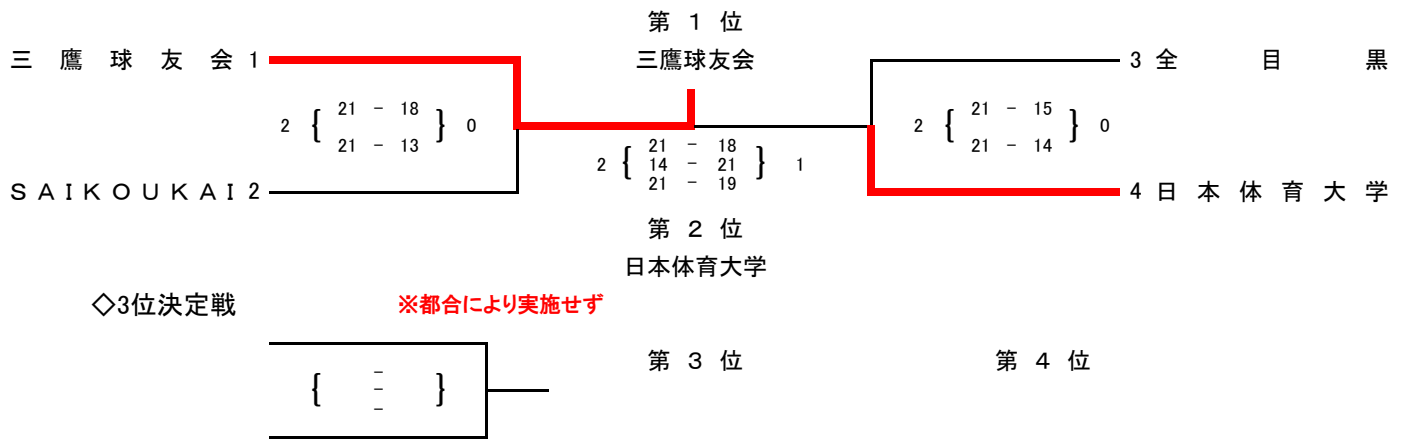 第 1 位
三 鷹 球 友 会 1 三鷹球友会 3 全 目 黒
2 { 21 - 18 } 0 2 { 21 - 15 } 0
21 - 13 21 - 14
21 - 18
2 { 14 - 21 } 1
21 - 19
ＳＡＩＫＯＵＫＡＩ 2 4 日 本 体 育 大 学
第 2 位
日本体育大学
◇3位決定戦 ※都合により実施せず
第 3 位 第 4 位
-
{ - }
-